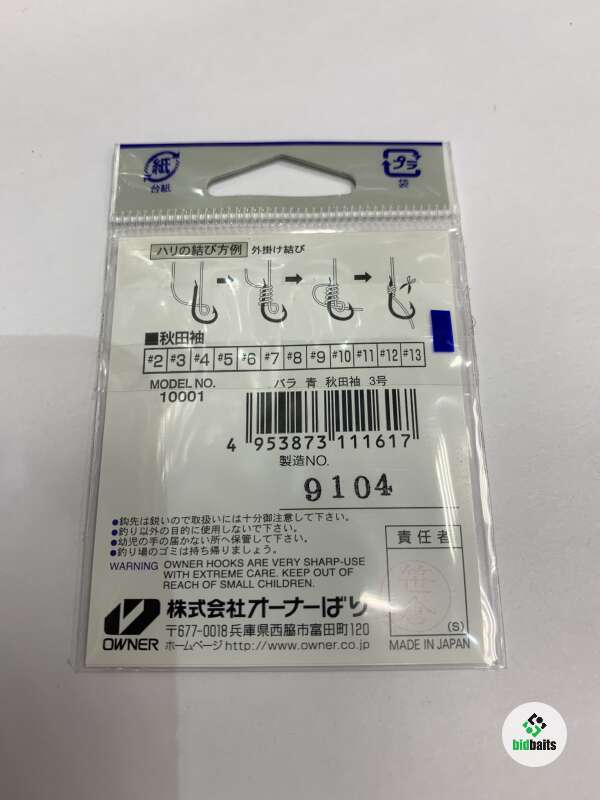 紙
台紙
プラ
袋
ハリの結び方例 外掛け結び
■秋田袖
#2 #3 #4 #5 #6 #7 #8 #9 #10 #11 #12 #13
MODEL NO.
10001
バラ 青 秋田袖 3号
4 953873 111617
製造NO.
9104
●鈎先は鋭いので取扱いには十分御注意して下さい。
●釣り以外の目的に使用しないで下さい。
●幼児の手の届かない所へ保管して下さい。
●釣り場のゴミは持ち帰りましょう。
WARNING OWNER HOOKS ARE VERY SHARP-USE
WITH EXTREME CARE. KEEP OUT OF
REACH OF SMALL CHILDREN.
責任者
(S)
OWNER
株式会社オーナーばり
〒677-0018兵庫県西脇市富田町120
ホームページhttp://www.owner.co.jp
MADE IN JAPAN
bidbaits